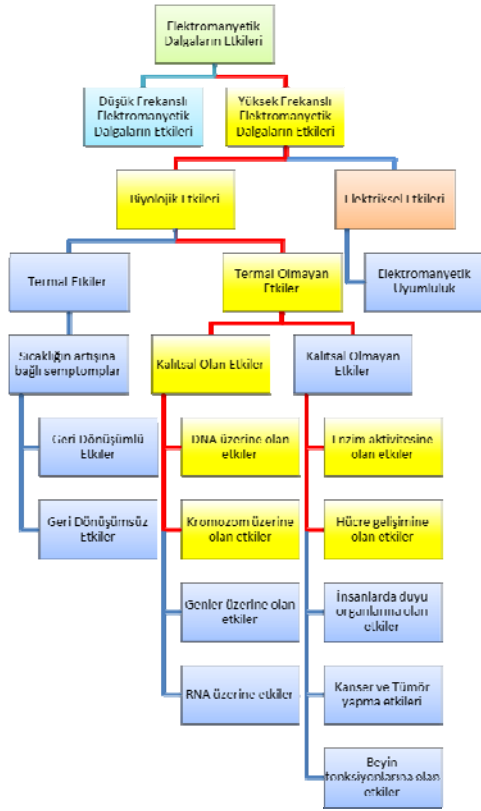 Elektromanyetik
Dalgaların Etkileri
Düşük Frekanslı
Elektromanyetik
Dalgaların Etkileri
Yüksek Frekanslı
Elektromanyetik
Dalgaların Etkileri
Biyolojik Etkileri
Elektriksel Etkileri
Termal Etkiler
Termal Olmayan
Etkiler
Elektromanyetik
Uyumluluk
Sıcaklığın artışına
bağlı semptomplar
Kalıtsal Olan Etkiler
Kalıtsal Olmayan
Etkiler
Geri Dönüşümlü
Etkiler
DNA üzerine olan
etkiler
Enzim aktivitesine
olan etkiler
Geri Dönüşümsüz
Etkiler
Kromozom üzerine
olan etkiler
Hücre gelişimine
olan etkiler
Genler üzerine olan
etkiler
İnsanlarda duyu
organlarına olan
etkiler
RNA üzerine etkiler
Kanser ve Tümör
yapma etkileri
Beyin
fonksiyonlarına olan
etkiler